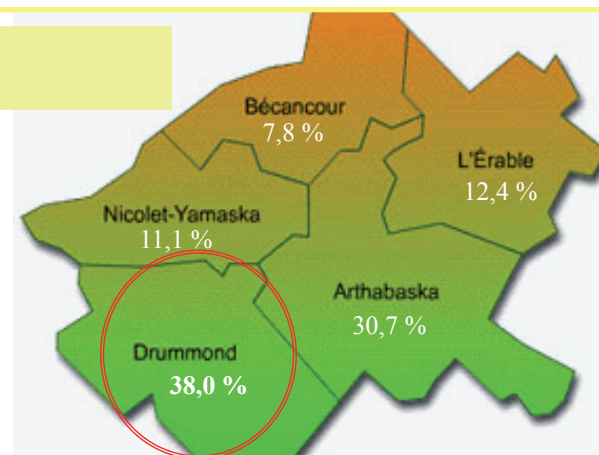 Bécancour
7,8 %
L'Érable
12,4 %
Nicolet-Yamaska
11,1 %
Arthabaska
30,7 %
Drummond
38,0 %